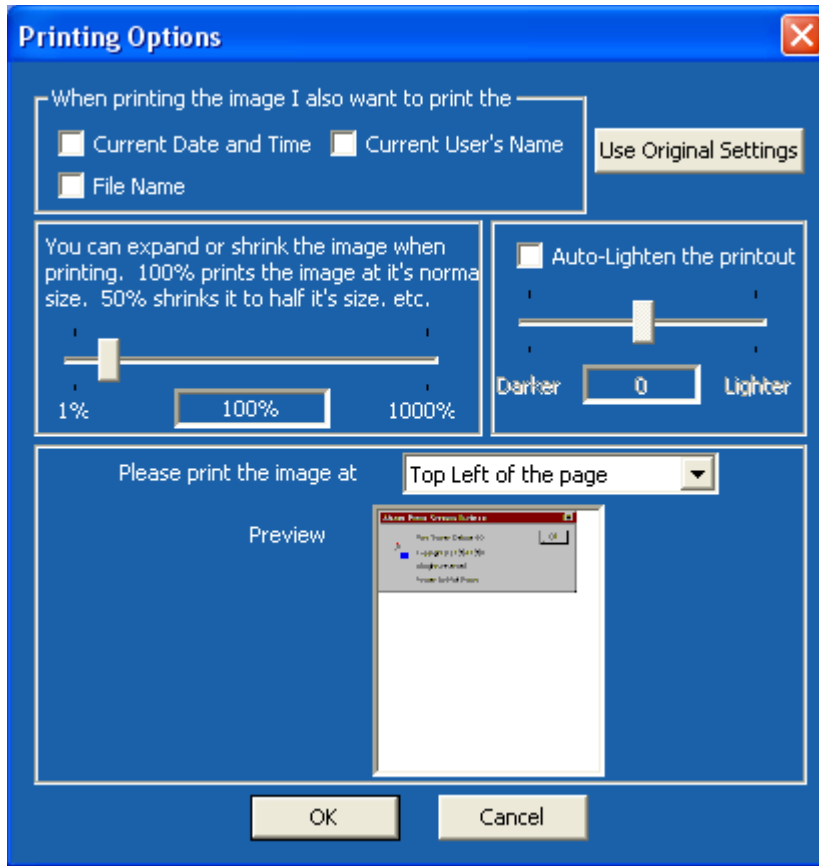 Printing Options
When printing the image I also want to print the
Current Date and Time
Current User's Name
File Name
Use Original Settings
You can expand or shrink the image when
printing. 100% prints the image at it's norma
size. 50% shrinks it to half it's size. etc.
1%
100%
1000%
Auto-Lighten the printout
Darker
0
Lighter
Please print the image at
Top Left of the page
Preview
OK
Cancel